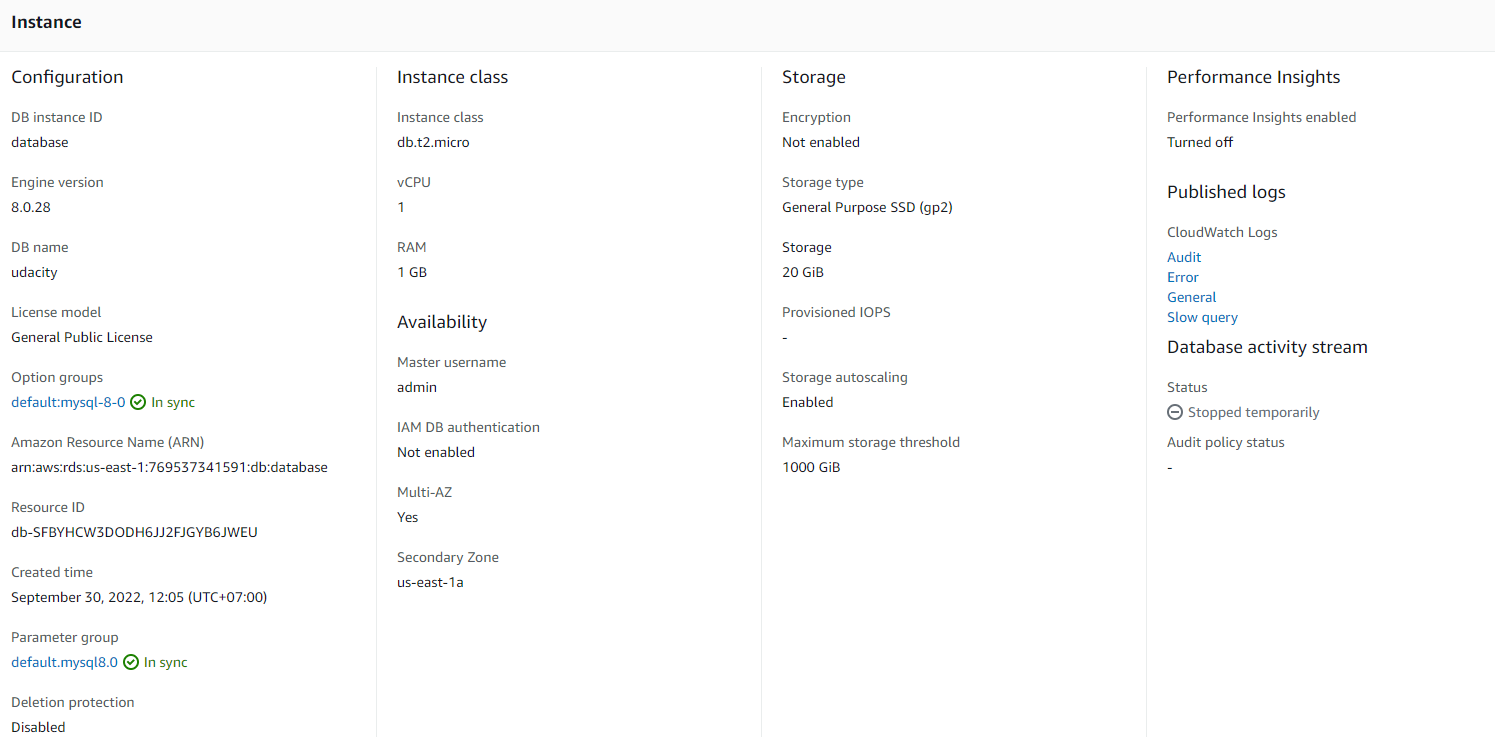 Instance
Configuration
DB instance ID
database
Engine version
8.0.28
DB name
udacity
License model
General Public License
Option groups
default:mysql-8-0 In sync
Amazon Resource Name (ARN)
arn:aws:rds:us-east-1:769537341591:db:database
Resource ID
db-SFBYHCW3DODH6JJ2FJGYB6JWEU
Created time
September 30, 2022, 12:05 (UTC+07:00)
Parameter group
default.mysql8.0 In sync
Deletion protection
Disabled
Instance class
Instance class
db.t2.micro
vCPU
1
RAM
1 GB
Availability
Master username
admin
IAM DB authentication
Not enabled
Multi-AZ
Yes
Secondary Zone
us-east-1a
Storage
Encryption
Not enabled
Storage type
General Purpose SSD (gp2)
Storage
20 GiB
Provisioned IOPS
-
Storage autoscaling
Enabled
Maximum storage threshold
1000 GiB
Performance Insights
Performance Insights enabled
Turned off
Published logs
CloudWatch Logs
Audit
Error
General
Slow query
Database activity stream
Status
Stopped temporarily
Audit policy status
-